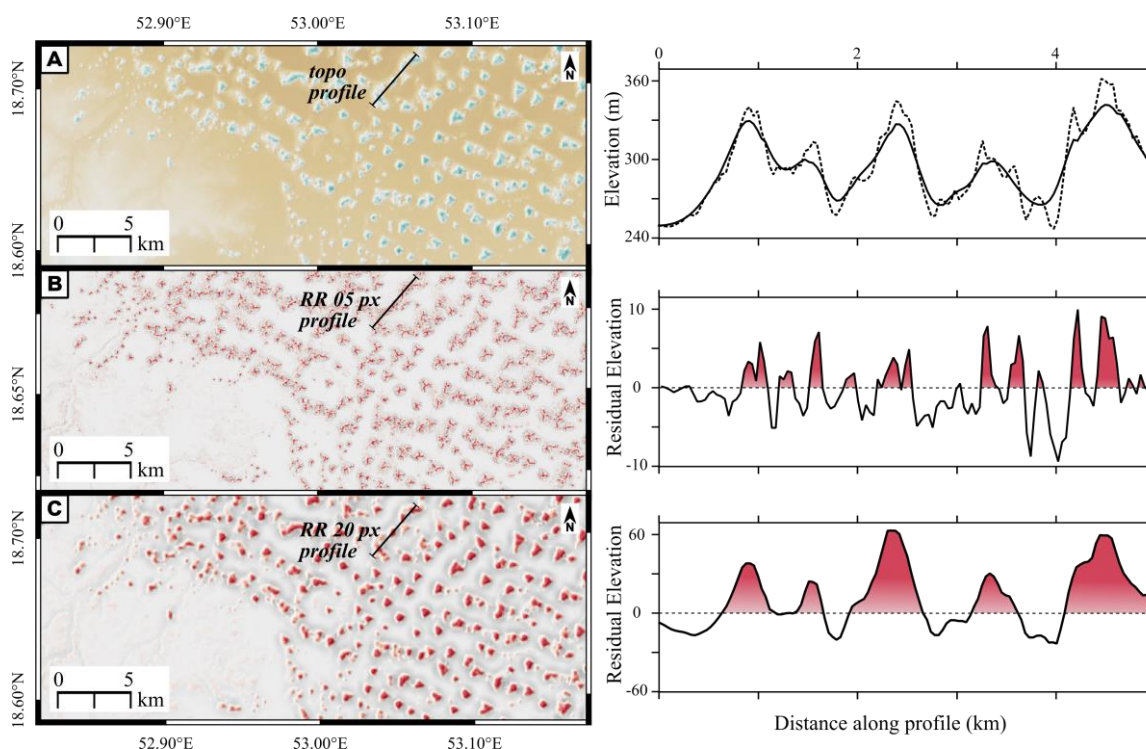 52.90°E 53.00°E 53.10°E
A
topo
profile
N
18.70°N
0 5
km
18.60°N
B
RR 05 px
profile
N
18.65°N
0 5
km
C
RR 20 px
profile
N
18.70°N
0 5
km
18.60°N
52.90°E 53.00°E 53.10°E
0 2 4
360
300
240
Elevation (m)
10
0
-10
Residual Elevation
60
0
-60
Residual Elevation
Distance along profile (km)